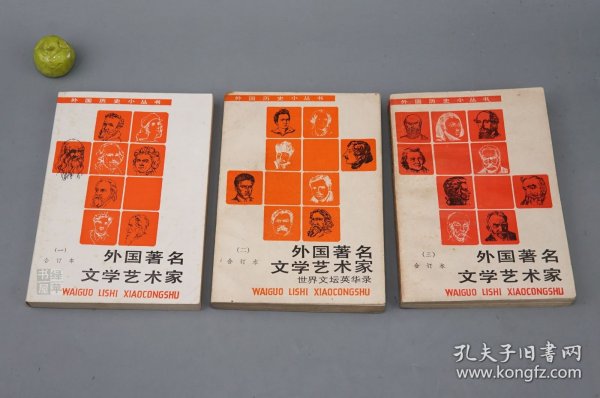 外国历史小丛书
(一)
合订本
外国著名
文学艺术家
WAIGUO LISHI XIAOCONGSHU
外国历史小丛书
(二)
合订本
外国著名
文学艺术家
世界文坛英华录
WAIGUO LISHI XIAOCONGSHU
外国历史小丛书
(三)
合订本
外国著名
文学艺术家
WAIGUO LISHI XIAOCONGSHU
孔夫子旧书网
www.kongfz.com